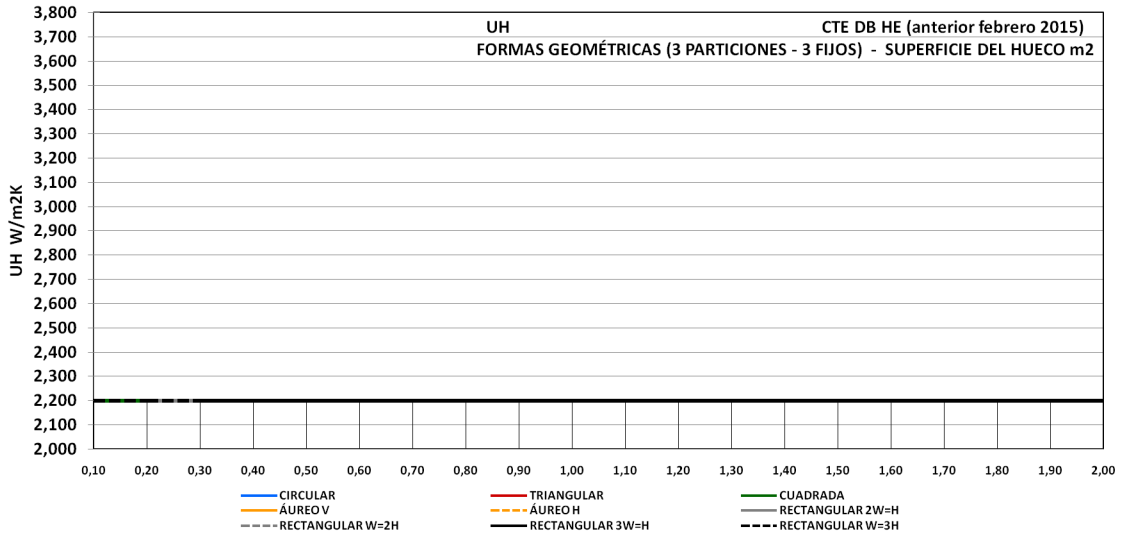 UH CTE DB HE (anterior febrero 2015)
FORMAS GEOMÉTRICAS (3 PARTICIONES - 3 FIJOS) - SUPERFICIE DEL HUECO m2
UH W/m2K
3,800
3,700
3,600
3,500
3,400
3,300
3,200
3,100
3,000
2,900
2,800
2,700
2,600
2,500
2,400
2,300
2,200
2,100
2,000
0,10 0,20 0,30 0,40 0,50 0,60 0,70 0,80 0,90 1,00 1,10 1,20 1,30 1,40 1,50 1,60 1,70 1,80 1,90 2,00
CIRCULAR TRIANGULAR CUADRADA
ÁUREO V ÁUREO H RECTANGULAR 2W=H
RECTANGULAR W=2H RECTANGULAR 3W=H RECTANGULAR W=3H